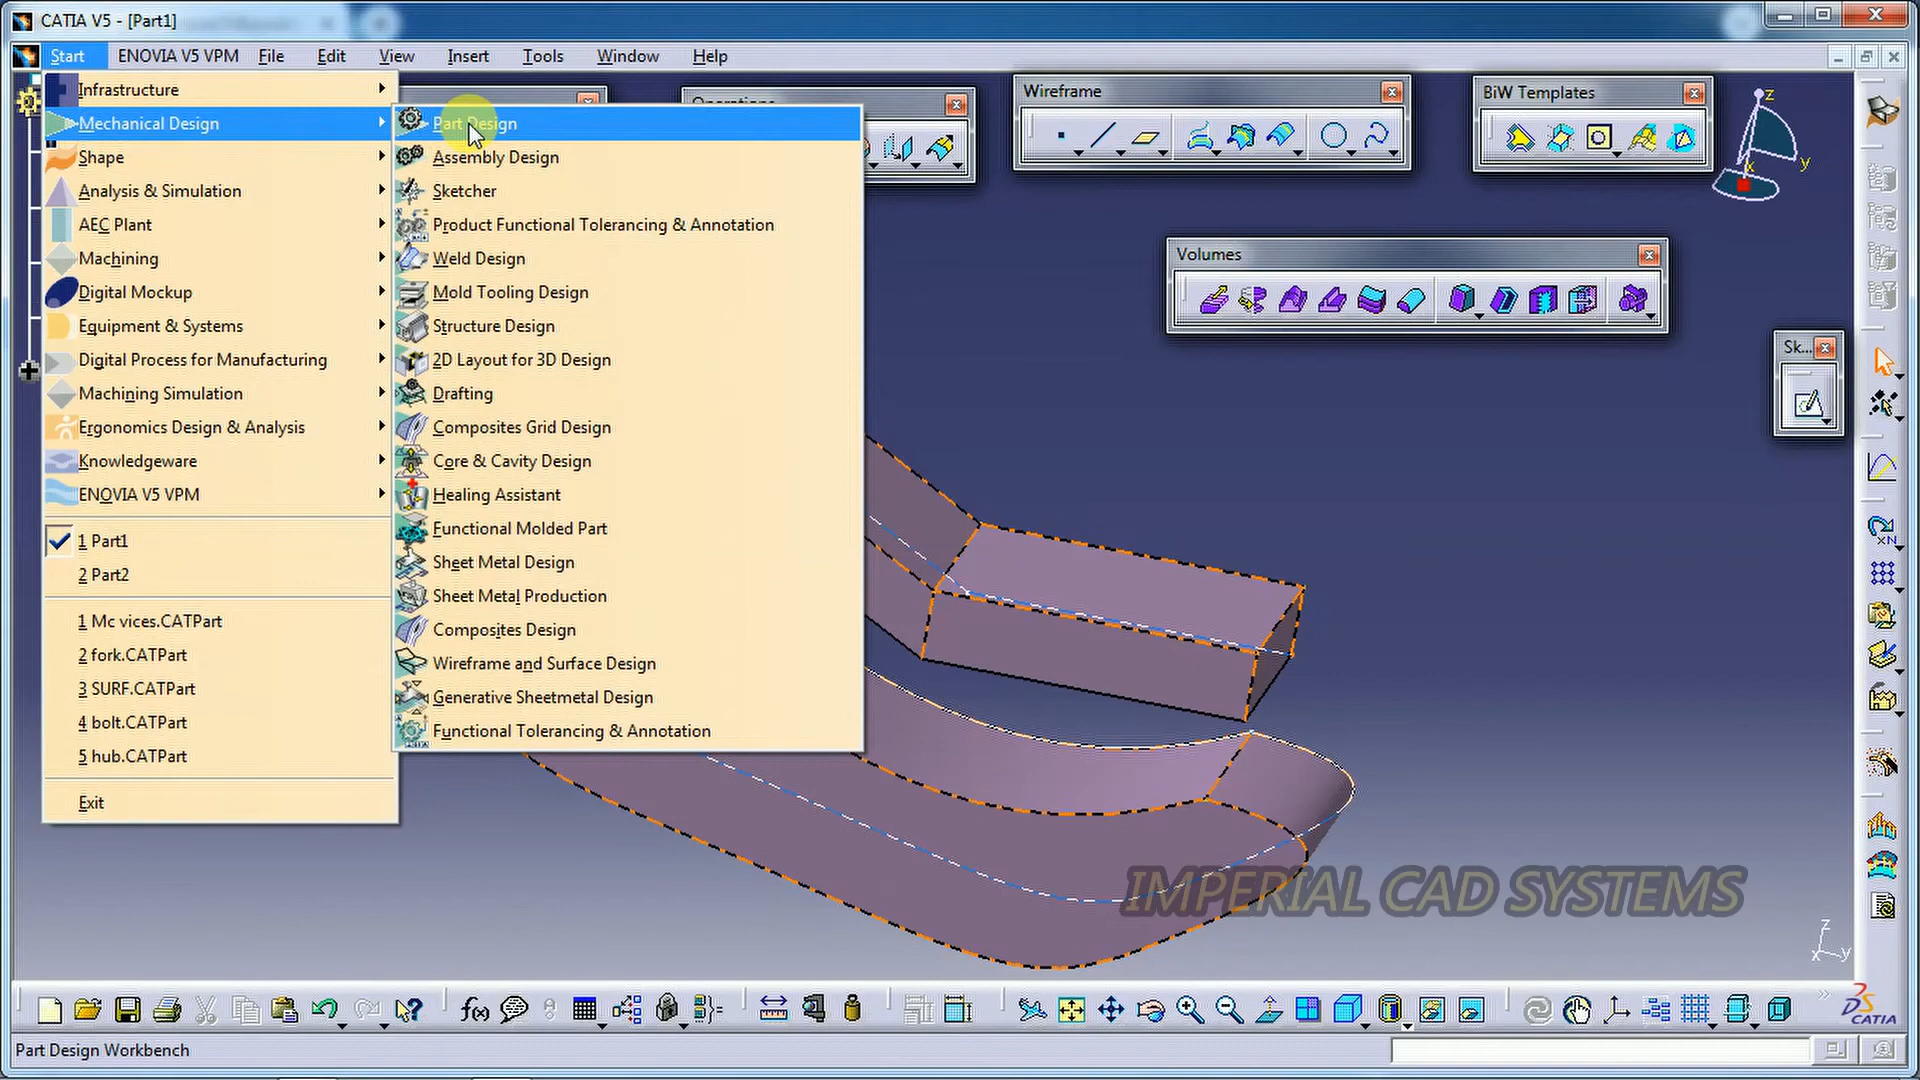 CATIA V5 - [Part1]
Start ENOVIA V5 VPM File Edit View Insert Tools Window Help
Infrastructure
Mechanical Design
Shape
Analysis & Simulation
AEC Plant
Machining
Digital Mockup
Equipment & Systems
Digital Process for Manufacturing
Machining Simulation
Ergonomics Design & Analysis
Knowledgeware
ENOVIA V5 VPM
1 Part1
2 Part2
1 Mc vices.CATPart
2 fork.CATPart
3 SURF.CATPart
4 bolt.CATPart
5 hub.CATPart
Exit
Part Design
Assembly Design
Sketcher
Product Functional Tolerancing & Annotation
Weld Design
Mold Tooling Design
Structure Design
2D Layout for 3D Design
Drafting
Composites Grid Design
Core & Cavity Design
Healing Assistant
Functional Molded Part
Sheet Metal Design
Sheet Metal Production
Composites Design
Wireframe and Surface Design
Generative Sheetmetal Design
Functional Tolerancing & Annotation
Operations
Wireframe
BiW Templates
Volumes
Sk...
z
y
x
IMPERIAL CAD SYSTEMS
z
x y
f(x)
CATIA
Part Design Workbench